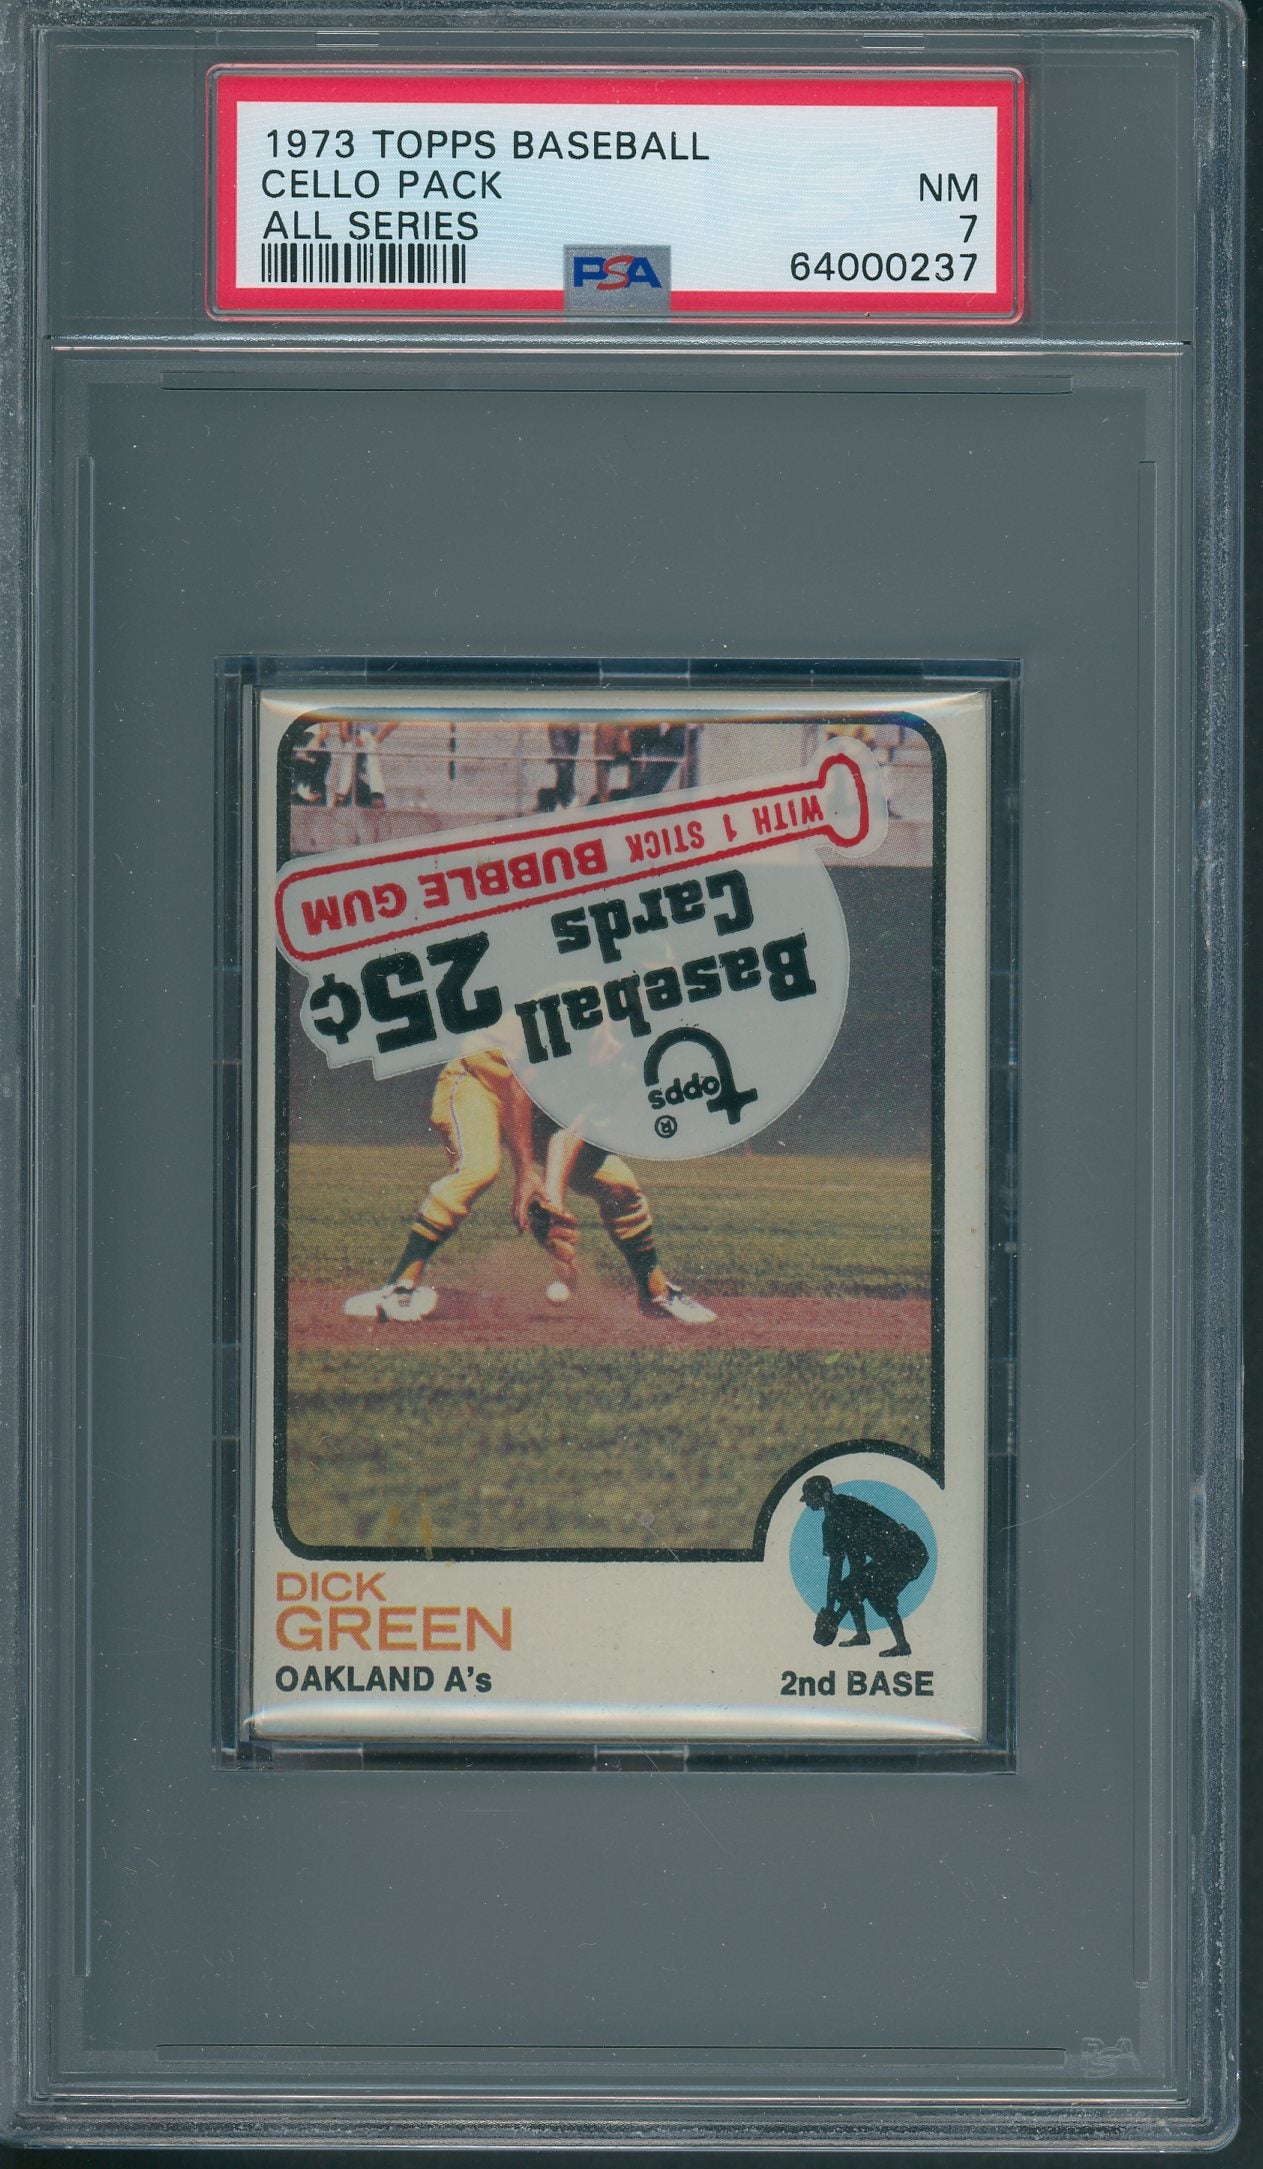 1973 TOPPS BASEBALL
CELLO PACK
NM
ALL SERIES
7
PSA
64000237
WITH 1 STICK BUBBLE GUM
Cards
25¢
Baseball
topps
®
DICK
GREEN
OAKLAND A's
2nd BASE
PSA